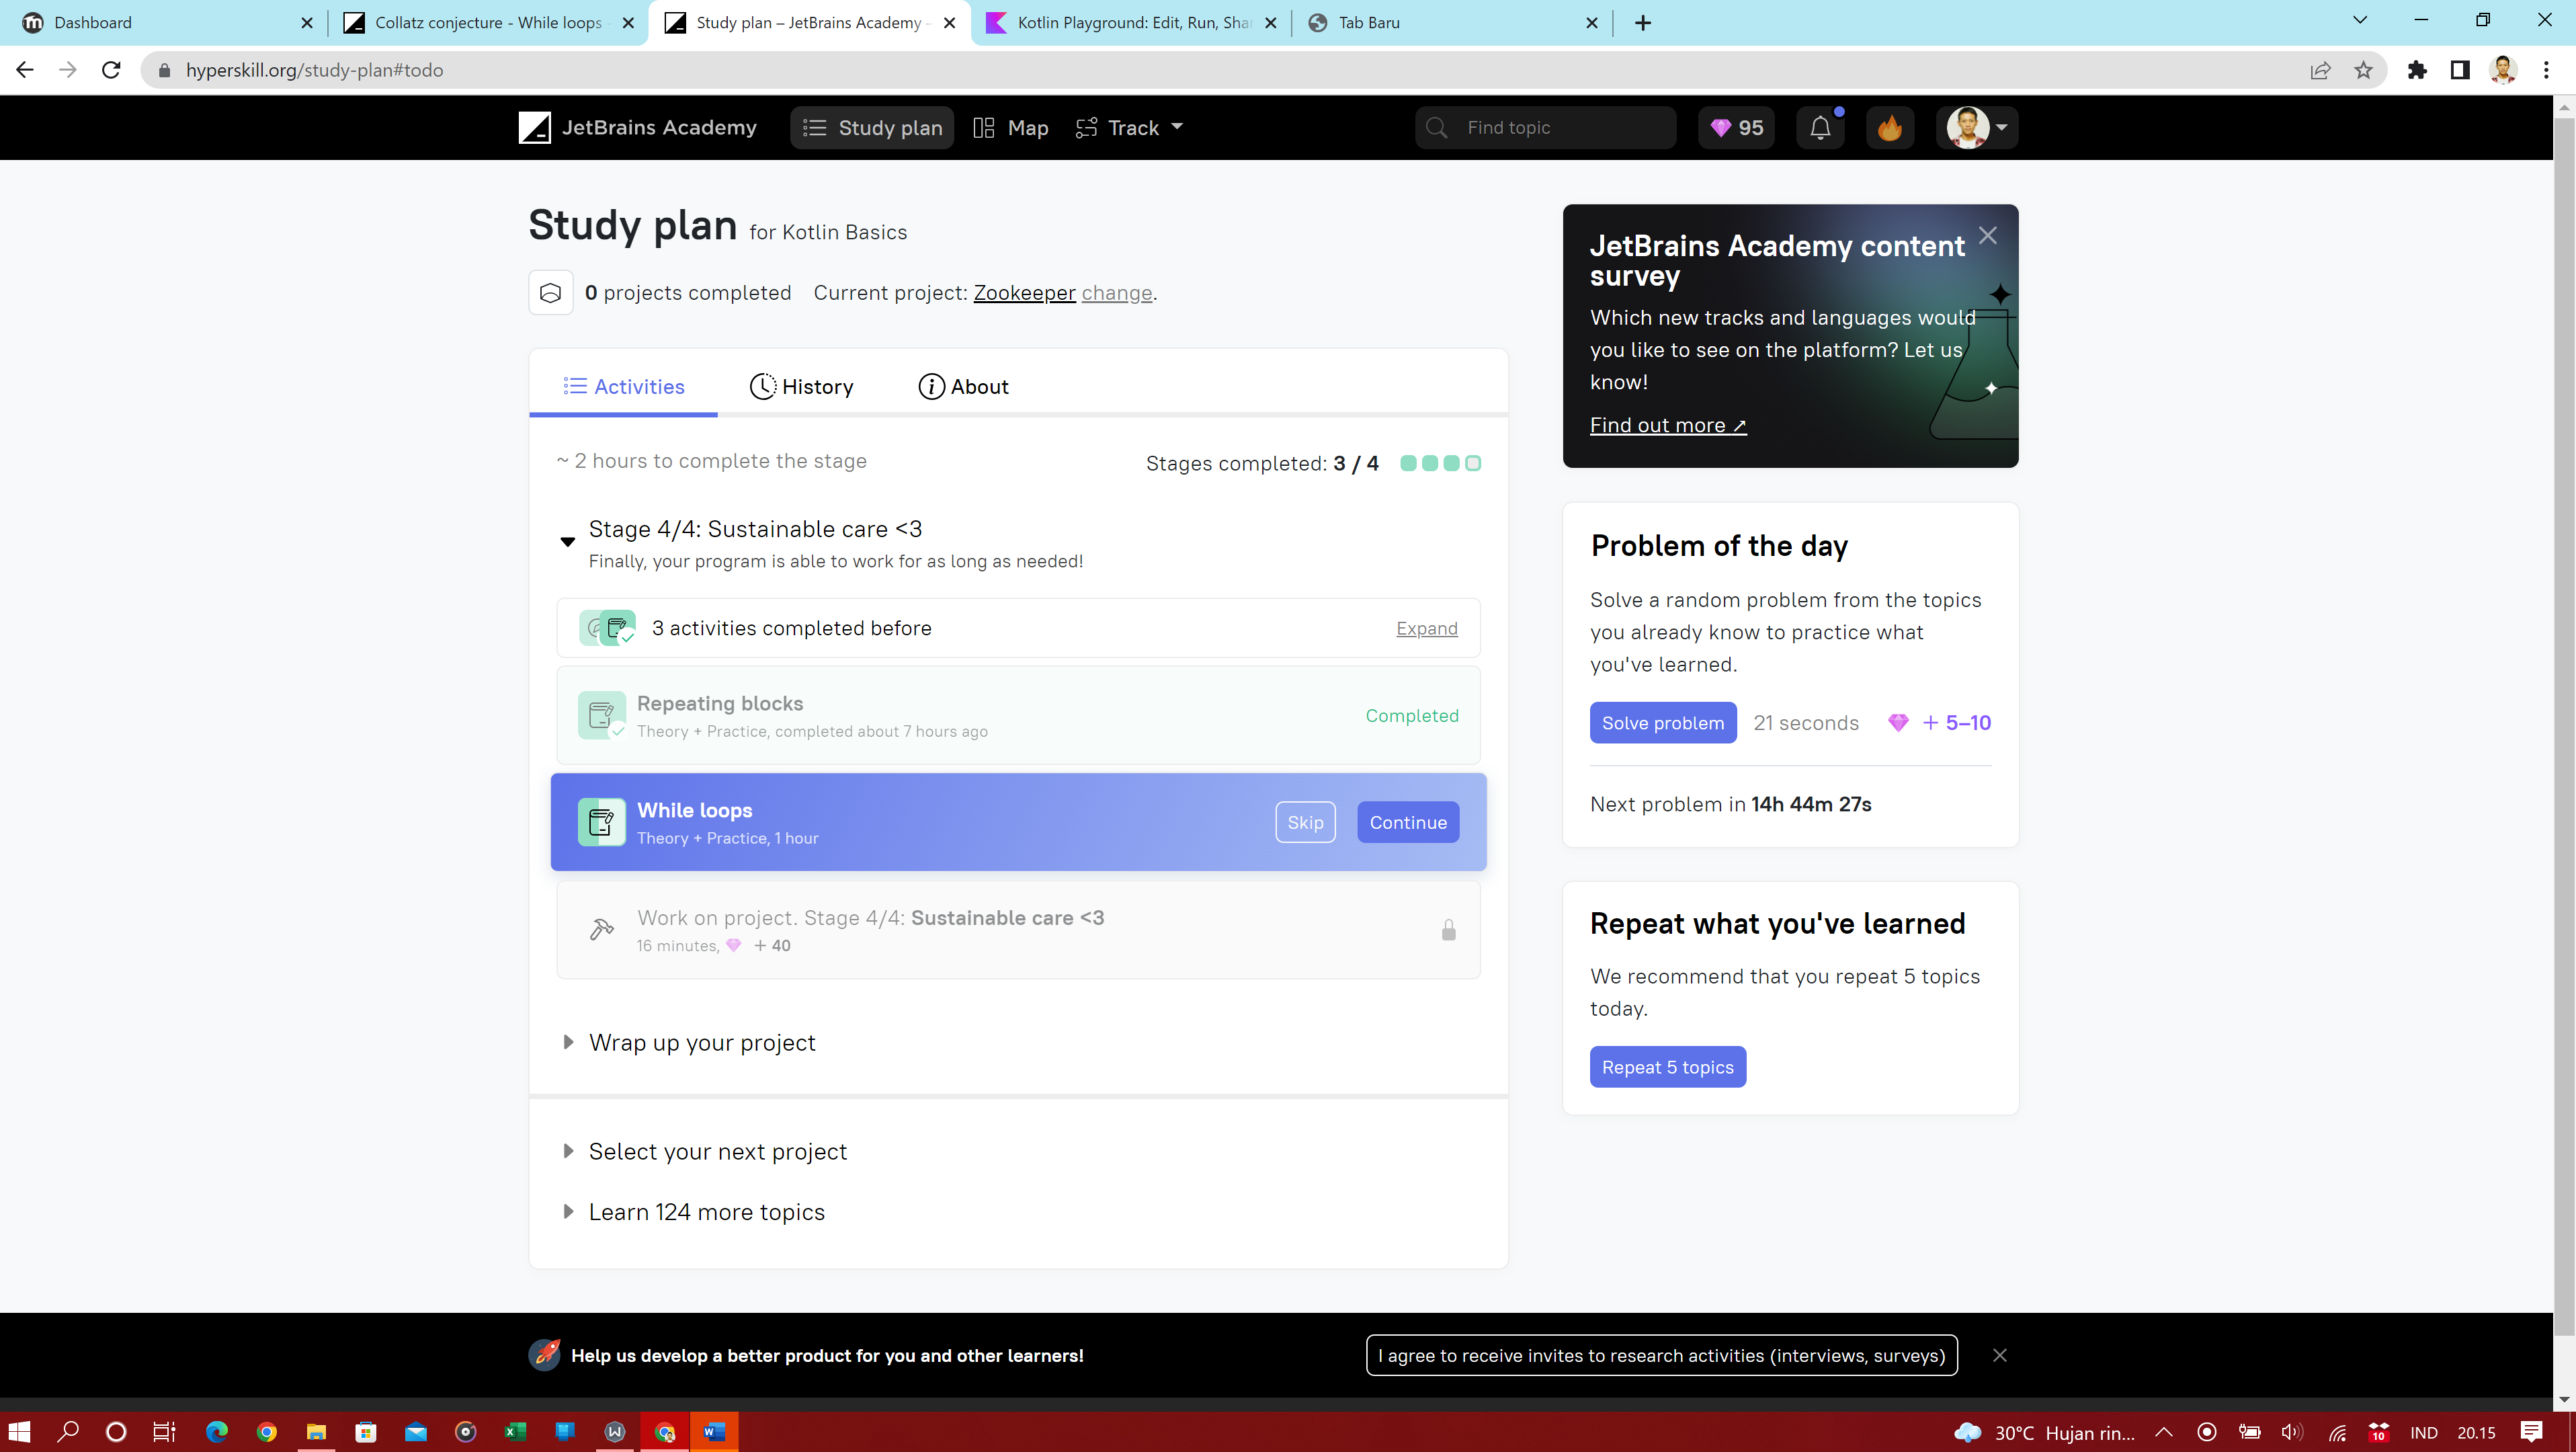 Dashboard
Collatz conjecture - While loops
Study plan – JetBrains Academy –
Kotlin Playground: Edit, Run, Sha
Tab Baru
hyperskill.org/study-plan#todo
JetBrains Academy
Study plan
Map
Track
Find topic
95
Study plan for Kotlin Basics
0 projects completed Current project: Zookeeper change.
Activities
History
About
~ 2 hours to complete the stage
Stages completed: 3 / 4
Stage 4/4: Sustainable care <3
Finally, your program is able to work for as long as needed!
3 activities completed before
Expand
Repeating blocks
Theory + Practice, completed about 7 hours ago
Completed
While loops
Theory + Practice, 1 hour
Skip
Continue
Work on project. Stage 4/4: Sustainable care <3
16 minutes, + 40
Wrap up your project
Select your next project
Learn 124 more topics
JetBrains Academy content
survey
Which new tracks and languages would
you like to see on the platform? Let us
know!
Find out more ↗
Problem of the day
Solve a random problem from the topics
you already know to practice what
you've learned.
Solve problem
21 seconds
+ 5–10
Next problem in 14h 44m 27s
Repeat what you've learned
We recommend that you repeat 5 topics
today.
Repeat 5 topics
Help us develop a better product for you and other learners!
I agree to receive invites to research activities (interviews, surveys)
30°C Hujan rin...
10
IND
20.15